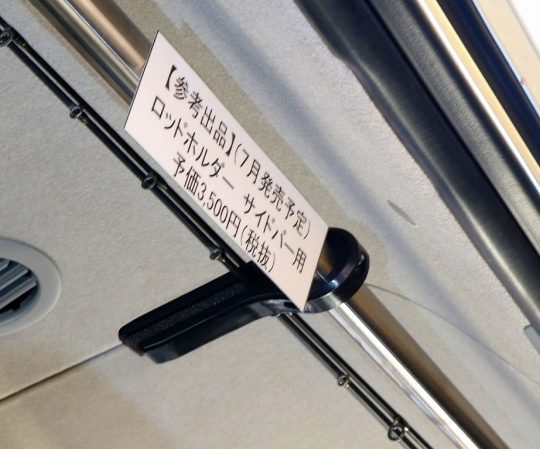 【参考出品】(7月発売予定)
ロッドホルダー サイドバー用
予価3,500円(税抜)